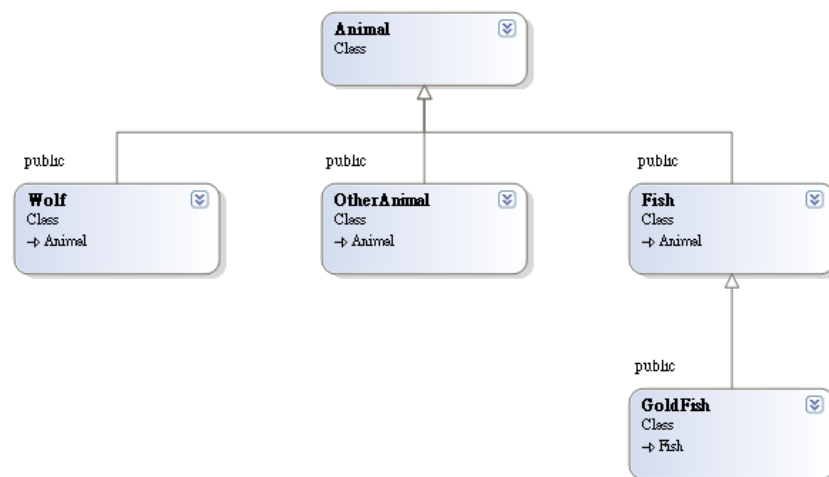 Animal
Class
public
public
public
Wolf
Class
Animal
OtherAnimal
Class
Animal
Fish
Class
Animal
public
GoldFish
Class
Fish